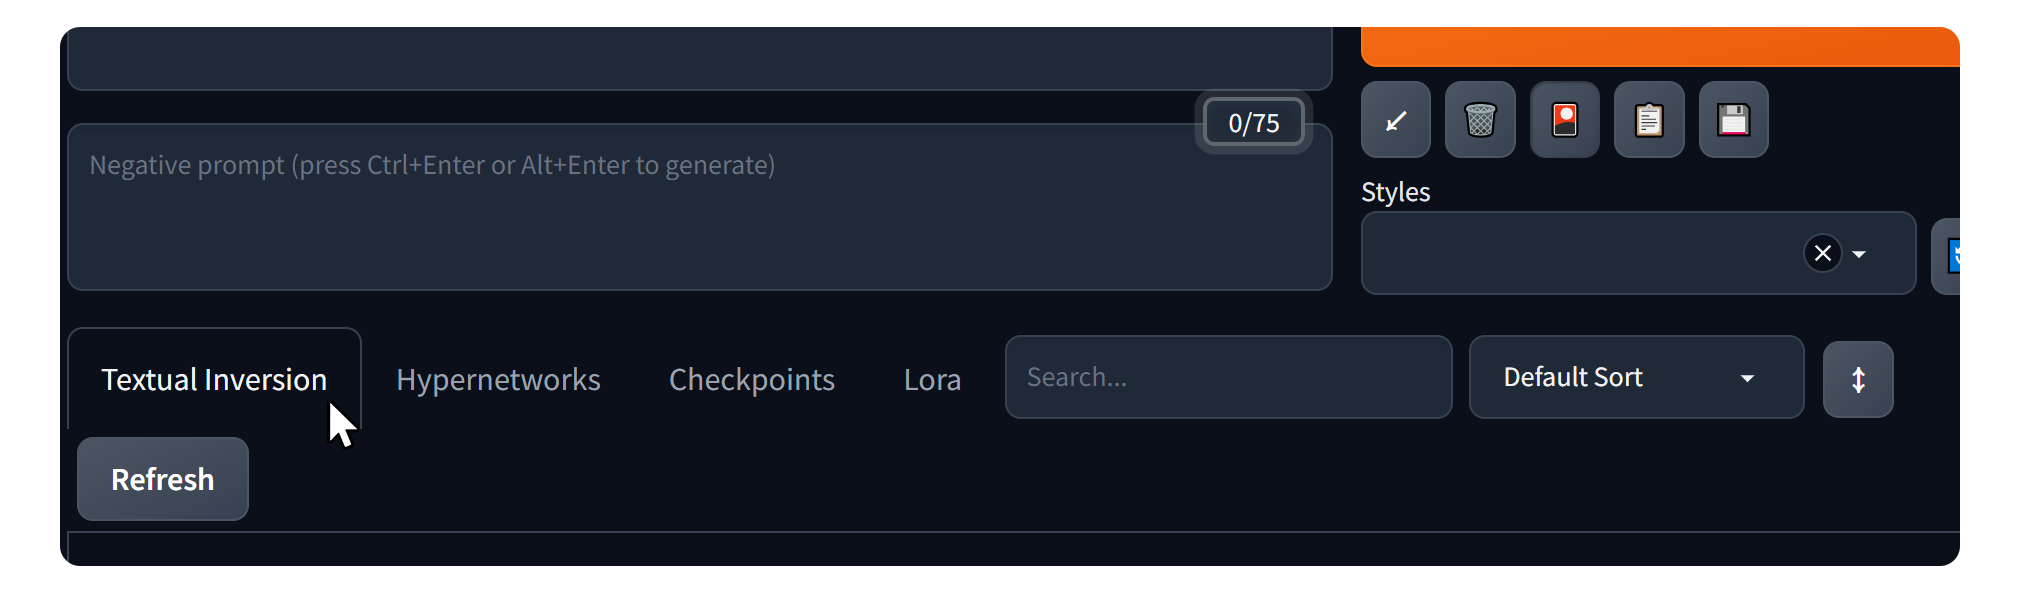 0/75
Negative prompt (press Ctrl+Enter or Alt+Enter to generate)
Styles
Textual Inversion
Hypernetworks
Checkpoints
Lora
Search...
Default Sort
Refresh